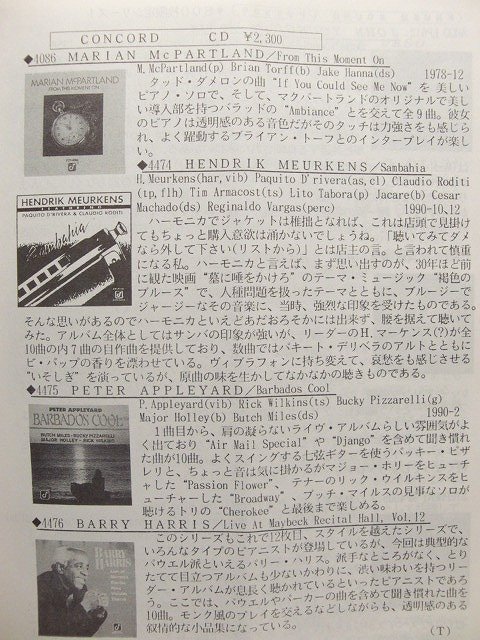 CONCORD CD ¥2,300
◆4086 MARIAN McPARTLAND/From This Moment On
M.McPartland(p) Brian Torff(b) Jake Hanna(ds)
1978-12
タッド・ダメロンの曲“If You Could See Me Now”を 美しい
ピアノ・ソロで、そして、マクパートランドのオリジナルで美し
い導入部を持つバラッドの“Ambiance”とを交えて全９曲。彼女
のピアノは透明感のある音色だがそのタッチは力強さをも感じら
れ、よく躍動するブライアン・トーフとのインタープレイが楽し
い。
MARIAN McPARTLAND
FROM THIS MOMENT ON
◆4474 HENDRIK MEURKENS/Sambahia
H.Meurkens(har,vib) Paquito D'rivera(as,cl) Claudio Roditi
(tp,flh) Tim Armacost(ts) Lito Tabora(p) Jacare(b) Cesar
Machado(ds) Reginaldo Vargas(perc) 1990-10,12
ハーモニカでジャケットは稚拙となれば、これは店頭で見掛け
てもちょっと購入意欲は涌かないでしょうね。「聴いてみてダメ
なら外して下さい(リストから)」とは店主の言。と言われて慎重
になる私。ハーモニカと言えば、まず思い出すのが、30年ほど前
に観た映画“墓に唾をかけろ”のテーマ・ミュージック“褐色の
ブルース”で、人種問題を扱ったテーマとともに、ブルージーで
ジャージーなその音楽に、当時、強烈な印象を受けたものである。
そんな思いがあるのでハーモニカといえどあだおろそかには出来ず、腰を据えて聴いて
みた。アルバム全体としてはサンバの印象が強いが、リーダーのH.マーケンス(?)が全
10曲の内７曲の自作曲を提供しており、数曲ではパキート・デリベラのアルトとともに
ビ・バップの香りを漂わせている。ヴィブラフォンに持ち変えて、哀愁をも感じさせる
“いそしぎ”を演っているが、原曲の味を生かしてなかなかの聴きものである。
HENDRIK MEURKENS
FEATURING
PAQUITO D'RIVERA & CLAUDIO RODITI
Sambahia
◆4475 PETER APPLEYARD/Barbados Cool
P.Appleyard(vib) Rick Wilkins(ts) Bucky Pizzarelli(g)
Major Holley(b) Butch Miles(ds) 1990-2
１曲目から、肩の凝らないライヴ・アルバムらしい雰囲気がよ
く出ており“Air Mail Special”や“Django”を含めて聞き慣れ
た曲が10曲。よくスイングする七弦ギターを使うバッキー・ピザ
レリと、ちょっと音は気に掛かるがマジョー・ホリーをヒューチ
ャーした“Passion Flower”、テナーのリック・ウイルキンスをヒ
ューチャーした“Broadway”、ブッチ・マイルスの見事なソロが
聴けるトリの“Cherokee”と最後まで楽しめる。
PETER APPLEYARD
BARBADOS COOL
BUTCH MILES・BUCKY PIZZARELLI
MAJOR HOLLEY・RICK WILKINS
◆4476 BARRY HARRIS/Live At Maybeck Recital Hall, Vol.12
このシリーズもこれで12枚目、スタイルを越えたシリーズで、
いろんなタイプのピアニストが登場しているが、今回は典型的な
バウエル派といえるバリー・ハリス。派手なところがなく、とり
たてて目立つアルバムも少ないかわりに、渋い味わいを持つリー
ダー・アルバムが息長く聴かれているといったピアニストであろ
う。ここでは、パウエルやパーカーの曲を含めて聞き慣れた曲を
10曲。モンク風のプレイを交えるなどしながらも、透明感のある
叙情的な小品集になっている。 (T)
BARRY
HARRIS